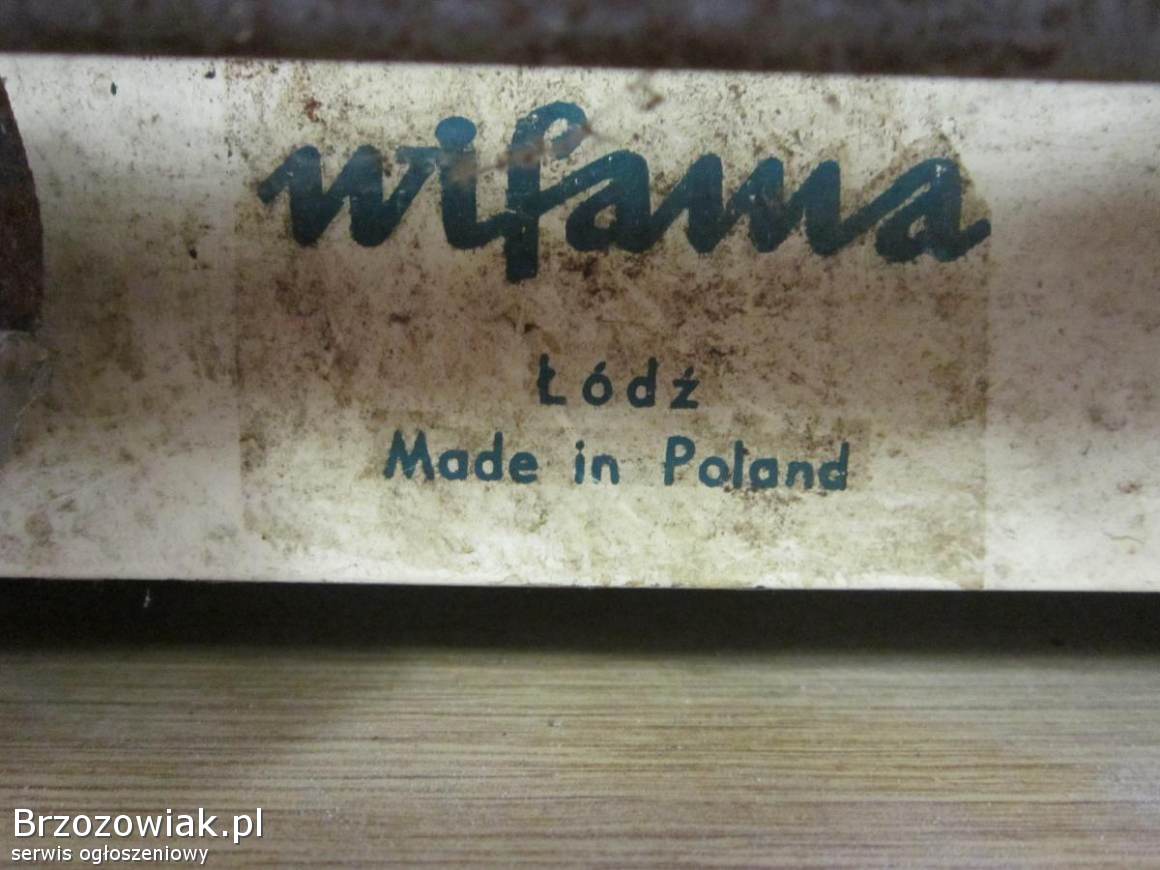 wifama
Łódź
Made in Poland
Brzozowiak.pl
serwis ogłoszeniowy